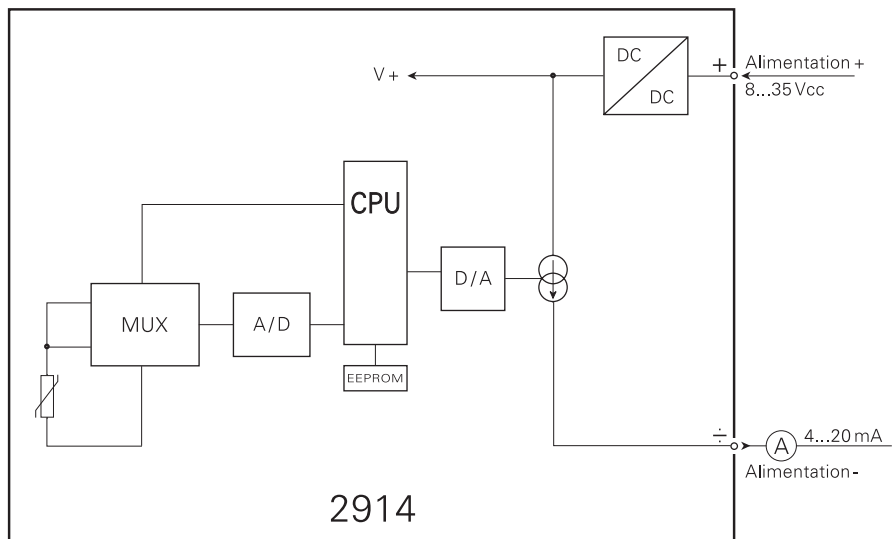 DC
DC
+
Alimentation +
8...35 Vcc
V +
CPU
MUX
A/D
D/A
EEPROM
÷
A
4...20 mA
Alimentation -
2914